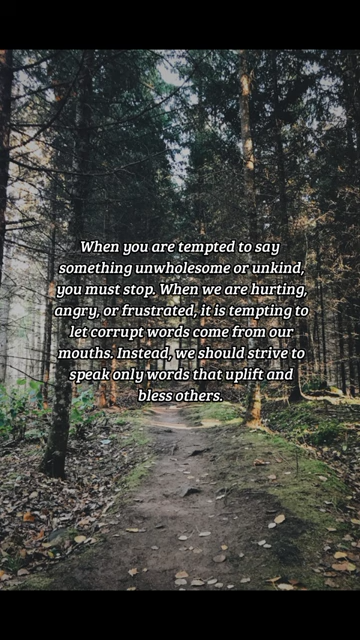 When you are tempted to say
something unwholesome or unkind,
you must stop. When we are hurting,
angry, or frustrated, it is tempting to
let corrupt words come from our
mouths. Instead, we should strive to
speak only words that uplift and
bless others.